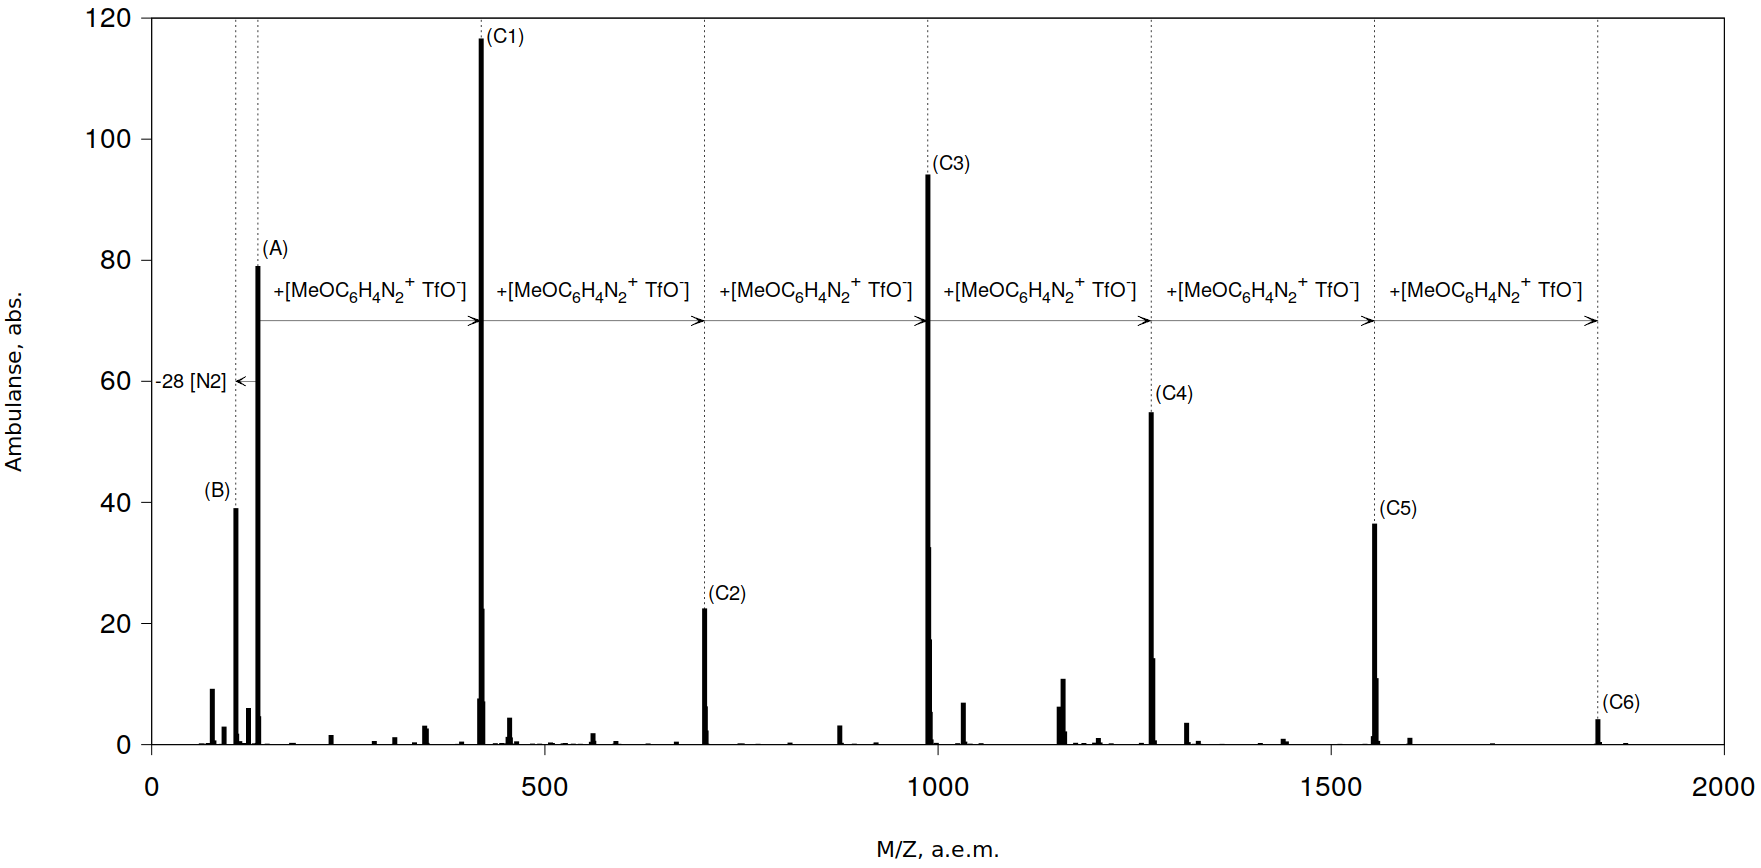 120
(C1)
100
(C3)
80
(A)
+[MeOC₆H₄N₂⁺ TfO⁻] +[MeOC₆H₄N₂⁺ TfO⁻] +[MeOC₆H₄N₂⁺ TfO⁻] +[MeOC₆H₄N₂⁺ TfO⁻] +[MeOC₆H₄N₂⁺ TfO⁻] +[MeOC₆H₄N₂⁺ TfO⁻]
60
-28 [N2]
(C4)
40
(B)
(C5)
20
(C2)
(C6)
0
0 500 1000 1500 2000
Ambulanse, abs.
M/Z, a.e.m.